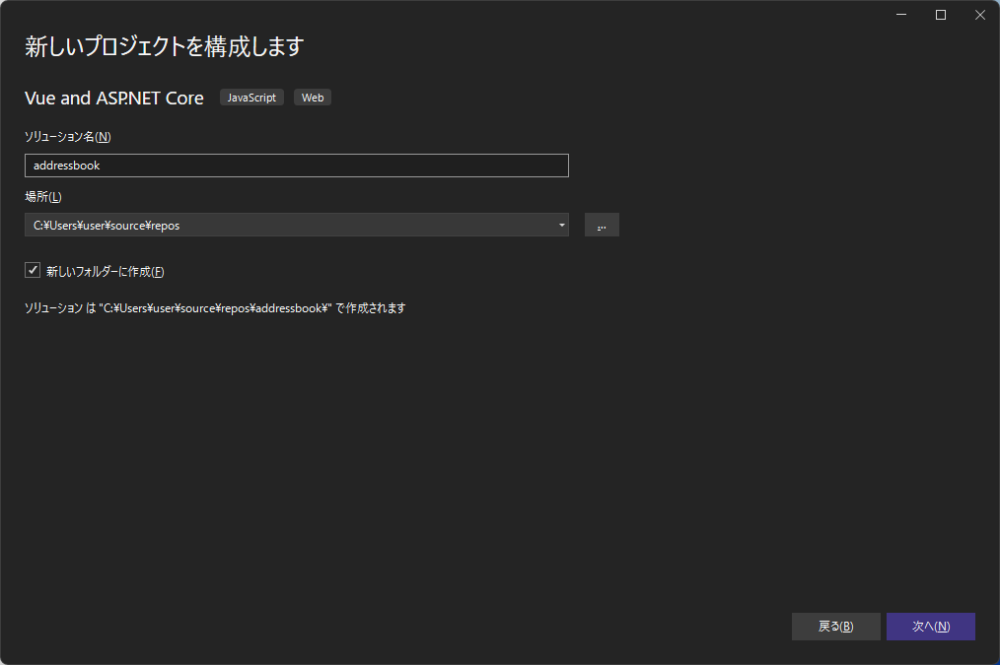 新しいプロジェクトを構成します
Vue and ASP.NET Core JavaScript Web
ソリューション名(N)
addressbook
場所(L)
C:¥Users¥user¥source¥repos
...
新しいフォルダーに作成(F)
ソリューション は "C:¥Users¥user¥source¥repos¥addressbook¥" で作成されます
戻る(B) 次へ(N)